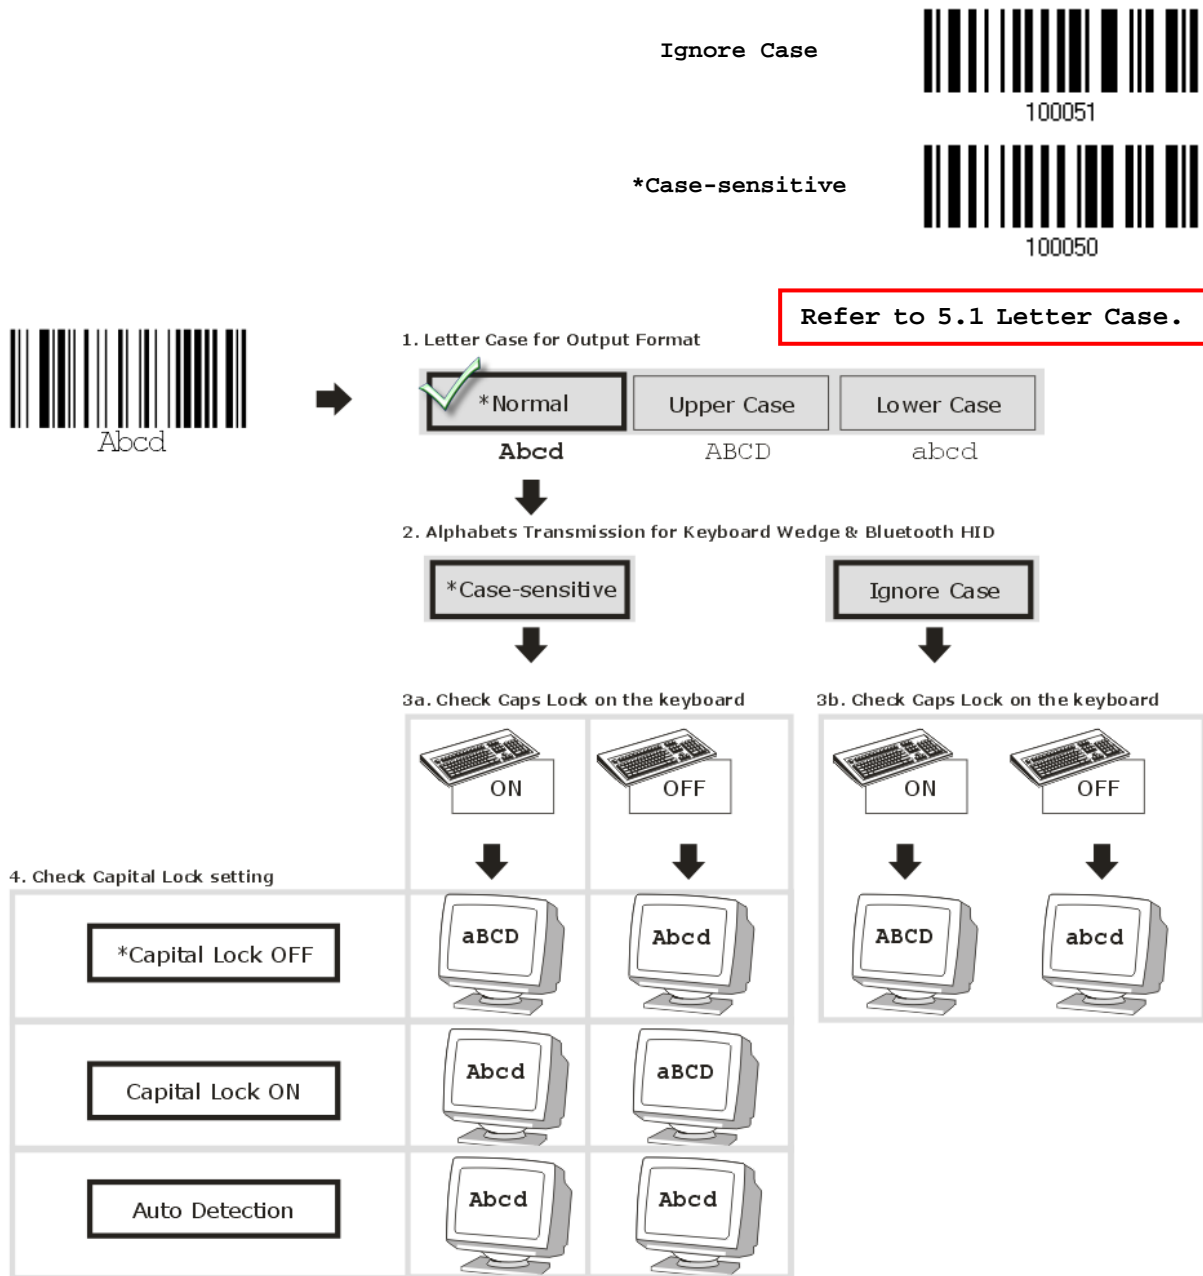 Ignore Case
100051
*Case-sensitive
100050
Refer to 5.1 Letter Case.
Abcd
1. Letter Case for Output Format
*Normal
Upper Case
Lower Case
Abcd
ABCD
abcd
2. Alphabets Transmission for Keyboard Wedge & Bluetooth HID
*Case-sensitive
Ignore Case
3a. Check Caps Lock on the keyboard
3b. Check Caps Lock on the keyboard
ON
OFF
ON
OFF
4. Check Capital Lock setting
*Capital Lock OFF
aBCD
Abcd
ABCD
abcd
Capital Lock ON
Abcd
aBCD
Auto Detection
Abcd
Abcd